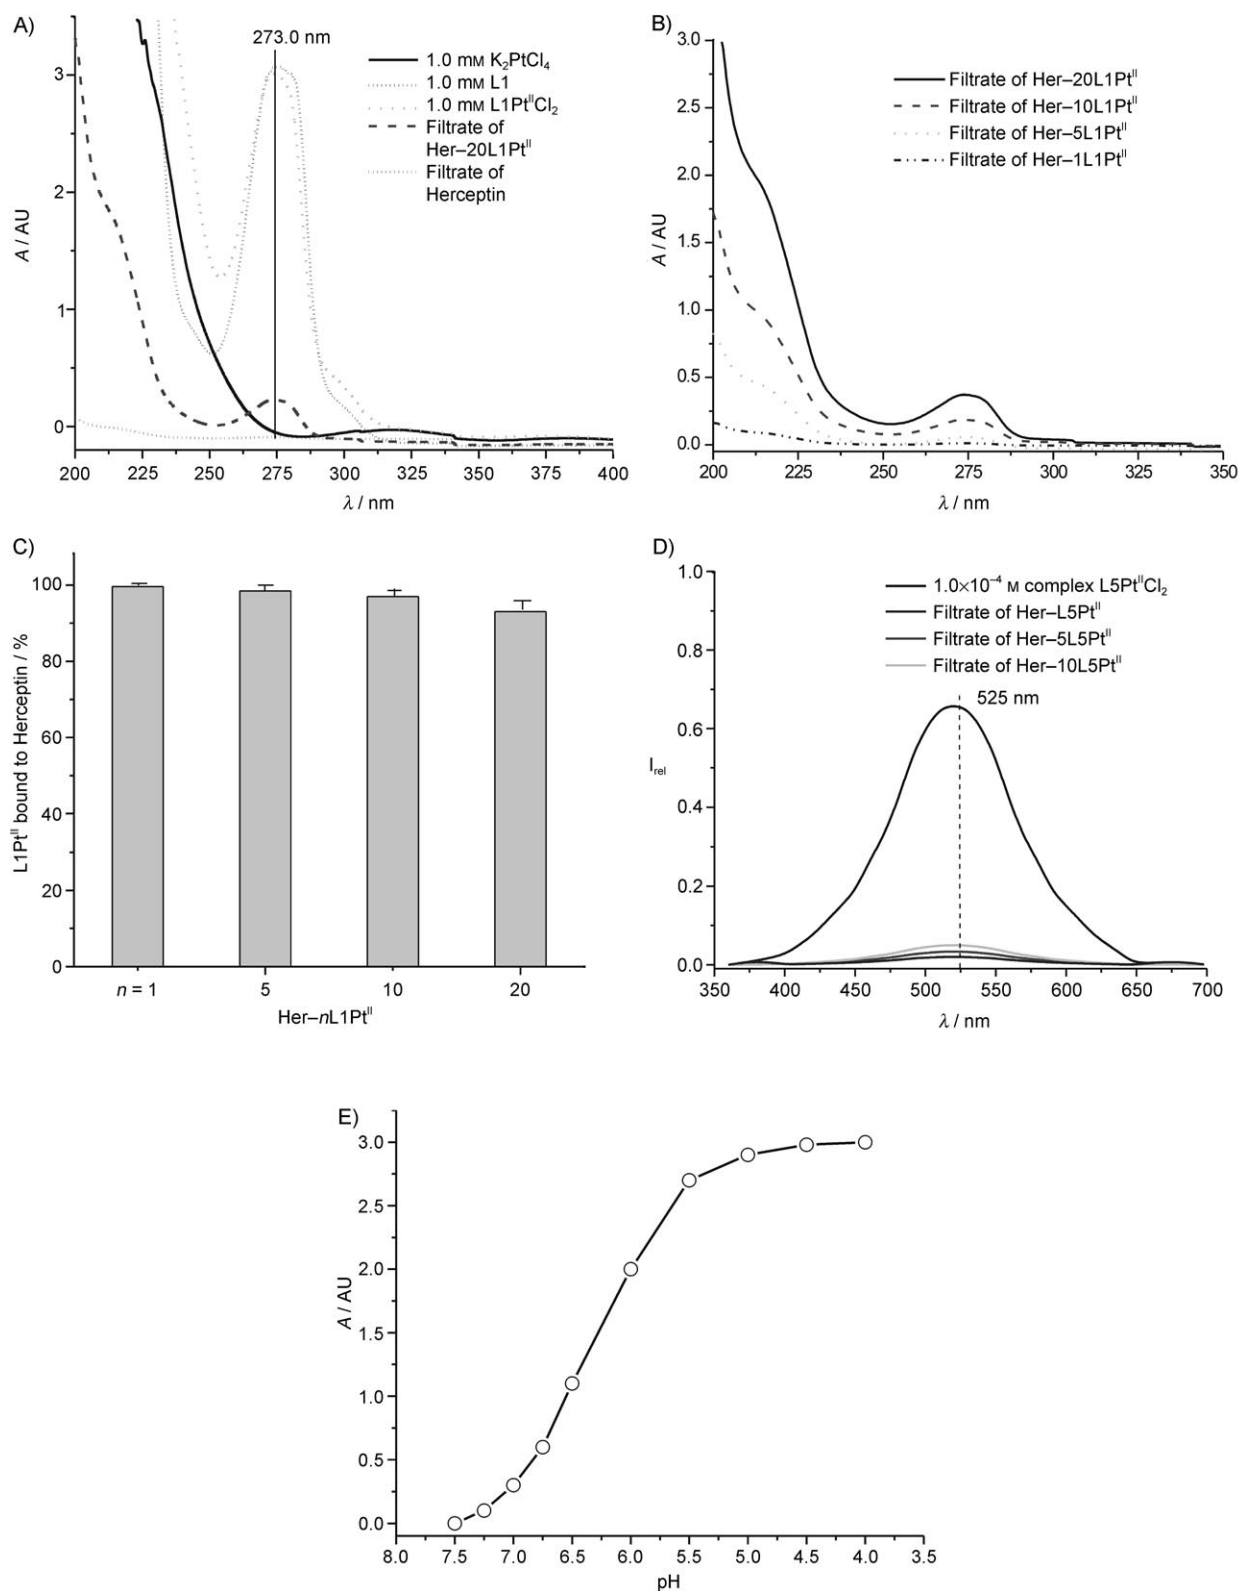 A)
273.0 nm
1.0 mM K₂PtCl₄
1.0 mM L1
1.0 mM L1PtᴵᴵCl₂
Filtrate of
Her–20L1Ptᴵᴵ
Filtrate of
Herceptin
3
2
1
0
A / AU
200 225 250 275 300 325 350 375 400
λ / nm
B)
Filtrate of Her–20L1Ptᴵᴵ
Filtrate of Her–10L1Ptᴵᴵ
Filtrate of Her–5L1Ptᴵᴵ
Filtrate of Her–1L1Ptᴵᴵ
3.0
2.5
2.0
1.5
1.0
0.5
0.0
A / AU
200 225 250 275 300 325 350
λ / nm
C)
100
80
60
40
20
0
L1Ptᴵᴵ bound to Herceptin / %
n = 1 5 10 20
Her–nL1Ptᴵᴵ
D)
1.0×10⁻⁴ M complex L5PtᴵᴵCl₂
Filtrate of Her–L5Ptᴵᴵ
Filtrate of Her–5L5Ptᴵᴵ
Filtrate of Her–10L5Ptᴵᴵ
525 nm
1.0
0.8
0.6
0.4
0.2
0.0
I rel
350 400 450 500 550 600 650 700
λ / nm
E)
3.0
2.5
2.0
1.5
1.0
0.5
0.0
A / AU
8.0 7.5 7.0 6.5 6.0 5.5 5.0 4.5 4.0 3.5
pH